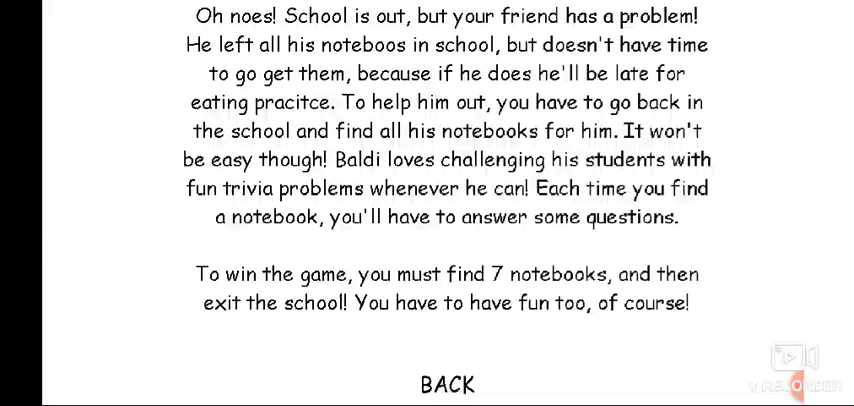 Oh noes! School is out, but your friend has a problem!
He left all his noteboos in school, but doesn't have time
to go get them, because if he does he'll be late for
eating pracitce. To help him out, you have to go back in
the school and find all his notebooks for him. It won't
be easy though! Baldi loves challenging his students with
fun trivia problems whenever he can! Each time you find
a notebook, you'll have to answer some questions.
To win the game, you must find 7 notebooks, and then
exit the school! You have to have fun too, of course!
BACK
V RECORDER